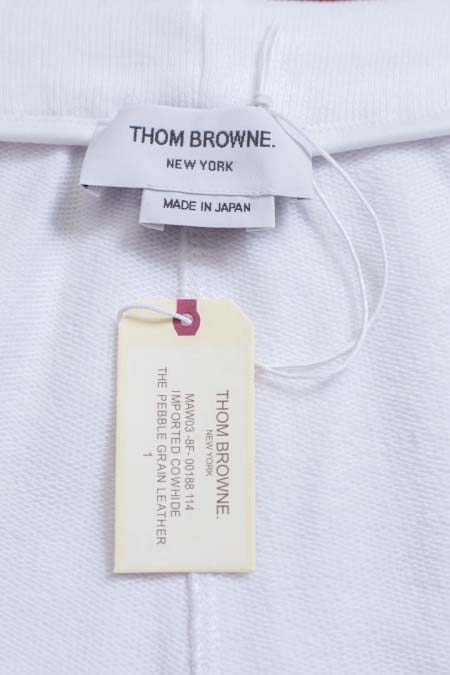 THOM BROWNE.
NEW YORK
MADE IN JAPAN
THOM BROWNE.
NEW YORK
MAW03 -8F- 00188 114
IMPORTED COWHIDE
THE PEBBLE GRAIN LEATHER
1